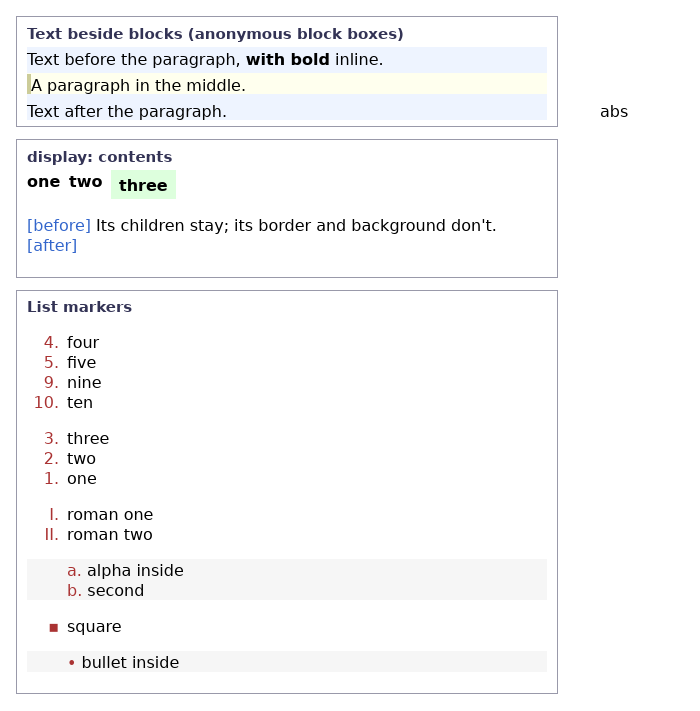 Text beside blocks (anonymous block boxes)
Text before the paragraph, with bold inline.
A paragraph in the middle.
Text after the paragraph.
abs
display: contents
one two three
[before] Its children stay; its border and background don't.
[after]
List markers
4. four
5. five
9. nine
10. ten
3. three
2. two
1. one
I. roman one
II. roman two
a. alpha inside
b. second
▪ square
• bullet inside